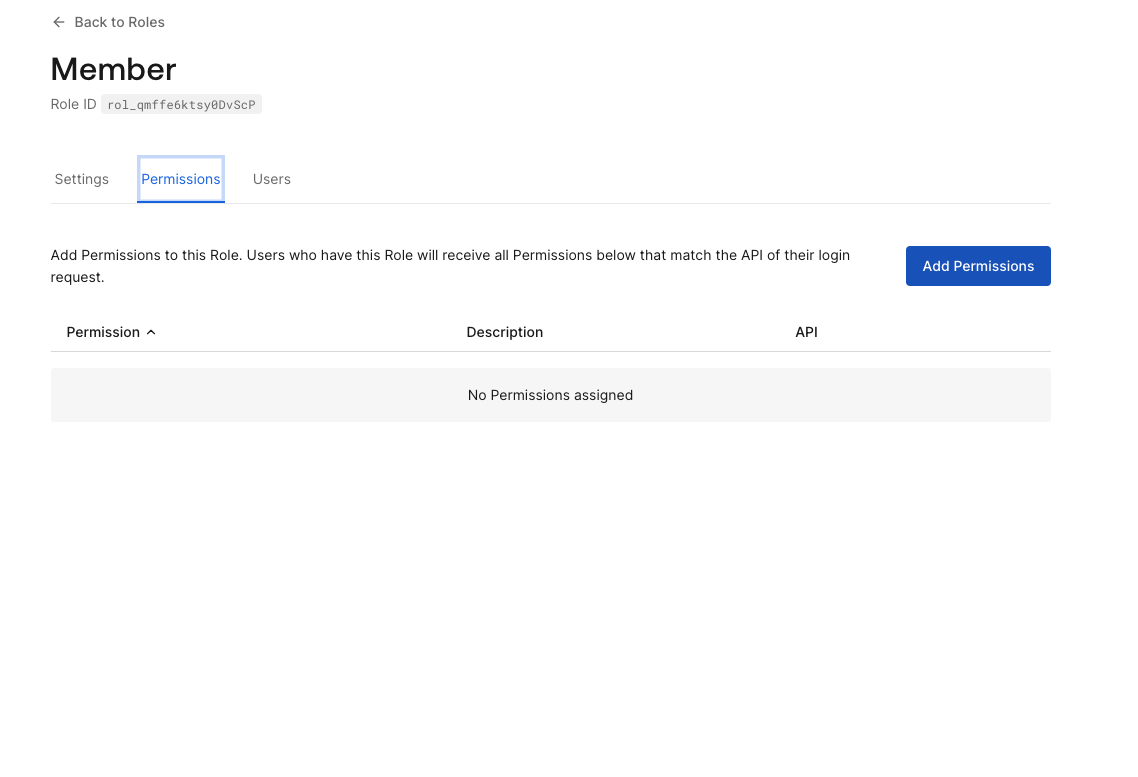 Back to Roles
Member
Role ID rol_qmffe6ktsy0DvScP
Settings Permissions Users
Add Permissions to this Role. Users who have this Role will receive all Permissions below that match the API of their login
request.
Add Permissions
Permission Description API
No Permissions assigned